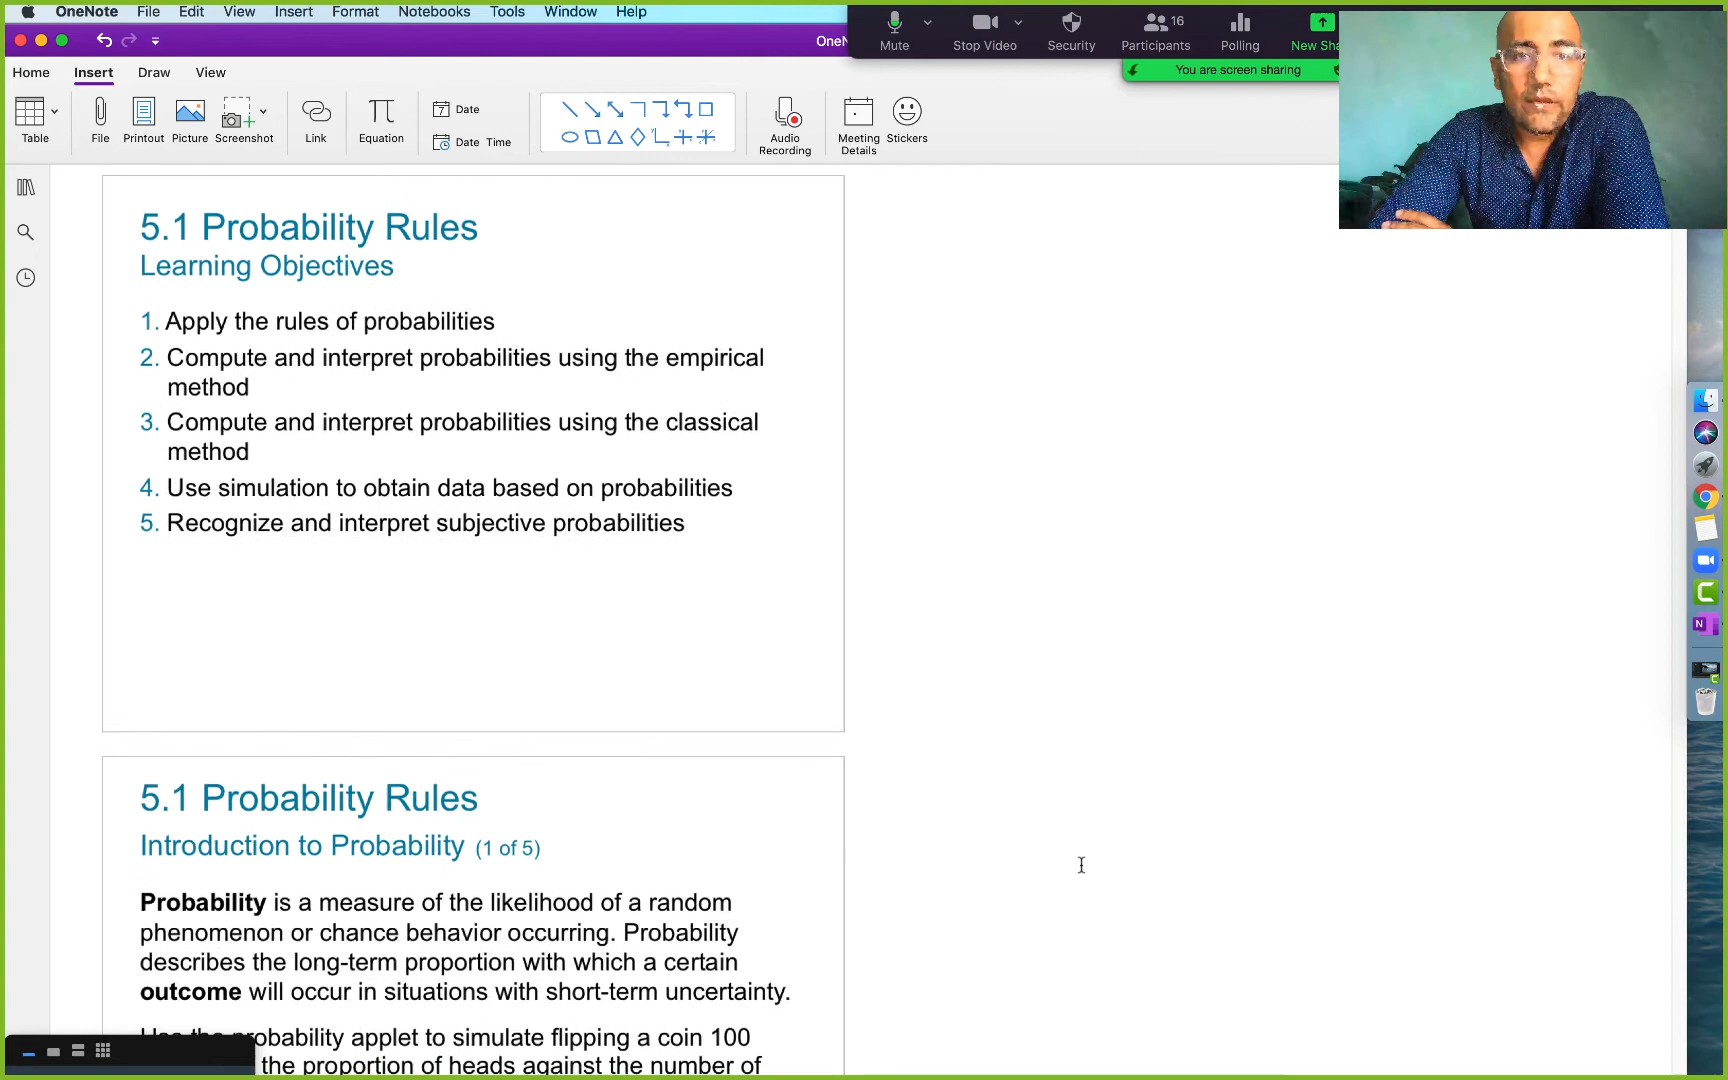 OneNote File Edit View Insert Format Tools Notebooks Window Help
Mute Stop Video Security Participants 16 Polling New Sha
OneN
You are screen sharing
Home Insert Draw View
Table File Printout Picture Screenshot Link Equation
7 Date
Date Time
Audio Recording
Meeting Details
Stickers
5.1 Probability Rules
Learning Objectives
1. Apply the rules of probabilities
2. Compute and interpret probabilities using the empirical
method
3. Compute and interpret probabilities using the classical
method
4. Use simulation to obtain data based on probabilities
5. Recognize and interpret subjective probabilities
5.1 Probability Rules
Introduction to Probability (1 of 5)
Probability is a measure of the likelihood of a random
phenomenon or chance behavior occurring. Probability
describes the long-term proportion with which a certain
outcome will occur in situations with short-term uncertainty.
Use the probability applet to simulate flipping a coin 100
the proportion of heads against the number of